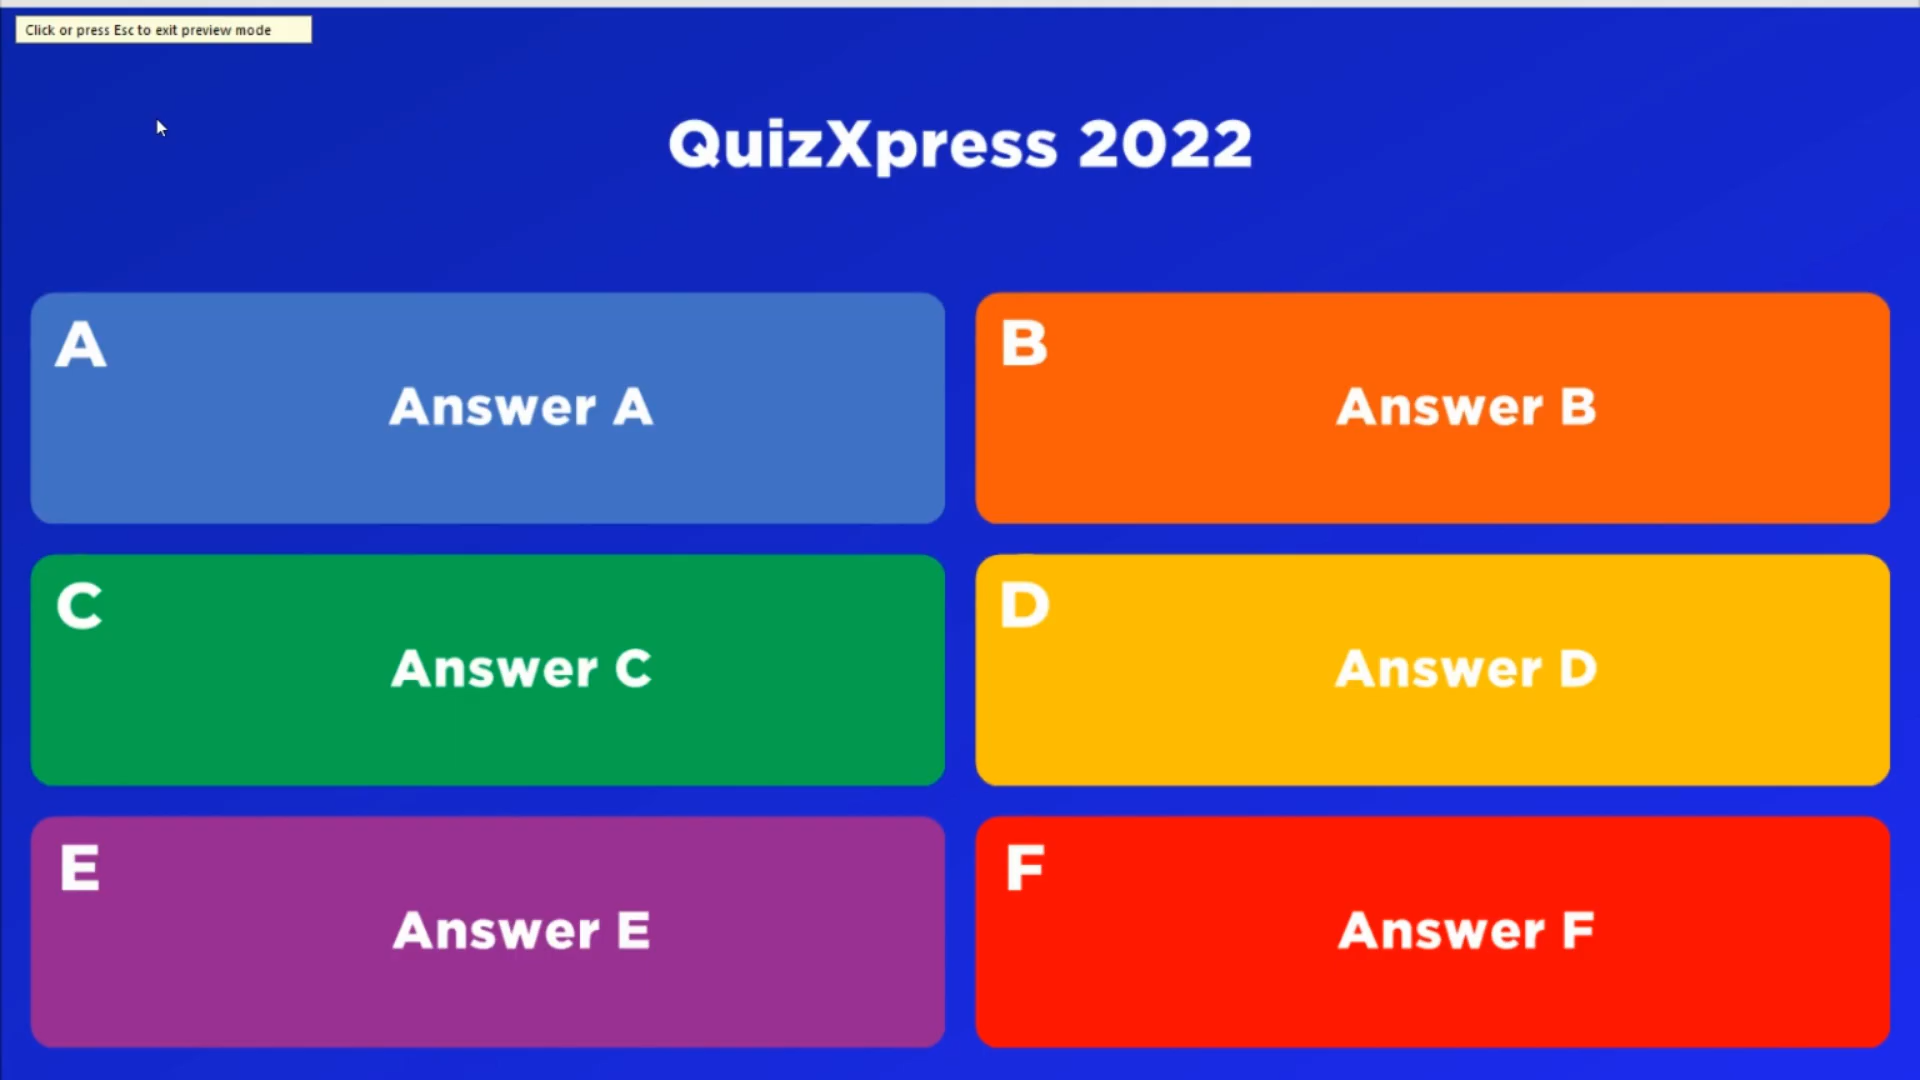 Click or press Esc to exit preview mode
QuizXpress 2022
A
Answer A
B
Answer B
C
Answer C
D
Answer D
E
Answer E
F
Answer F